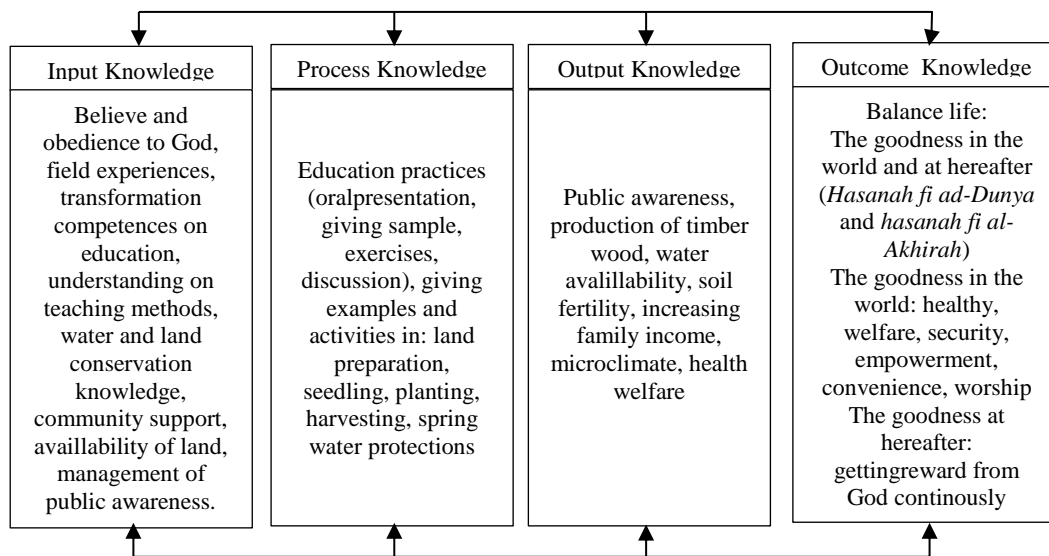 Input Knowledge
Believe and
obedience to God,
field experiences,
transformation
competences on
education,
understanding on
teaching methods,
water and land
conservation
knowledge,
community support,
availlability of land,
management of
public awareness.
Process Knowledge
Education practices
(oralpresentation,
giving sample,
exercises,
discussion), giving
examples and
activities in: land
preparation,
seedling, planting,
harvesting, spring
water protections
Output Knowledge
Public awareness,
production of timber
wood, water
avalillability, soil
fertility, increasing
family income,
microclimate, health
welfare
Outcome Knowledge
Balance life:
The goodness in the
world and at hereafter
(Hasanah fi ad-Dunya
and hasanah fi al-
Akhirah)
The goodness in the
world: healthy,
welfare, security,
empowerment,
convenience, worship
The goodness at
hereafter:
gettingreward from
God continously